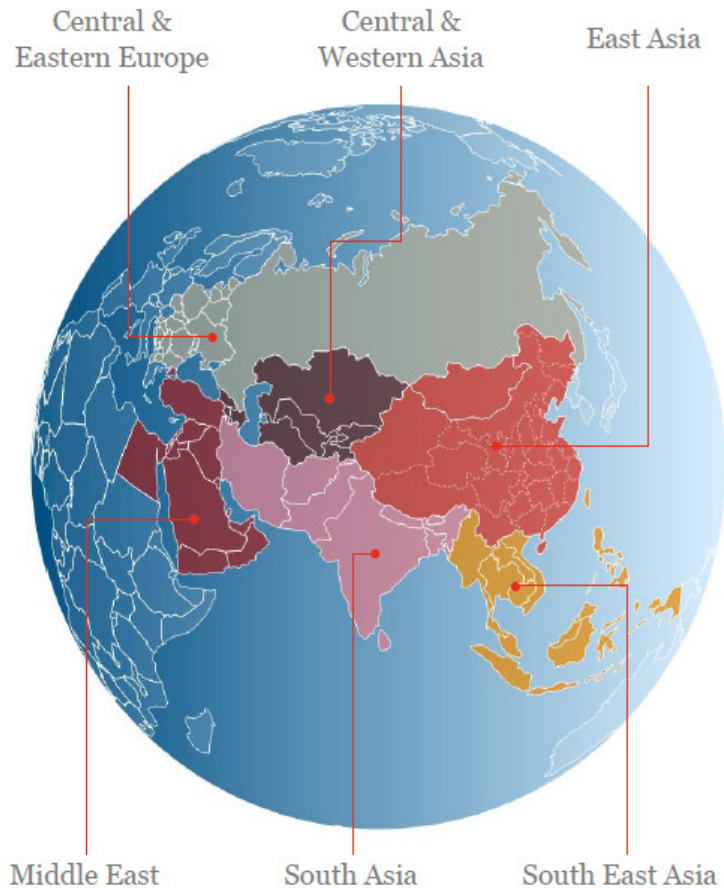 Central &
Eastern Europe
Central &
Western Asia
East Asia
Middle East
South Asia
South East Asia